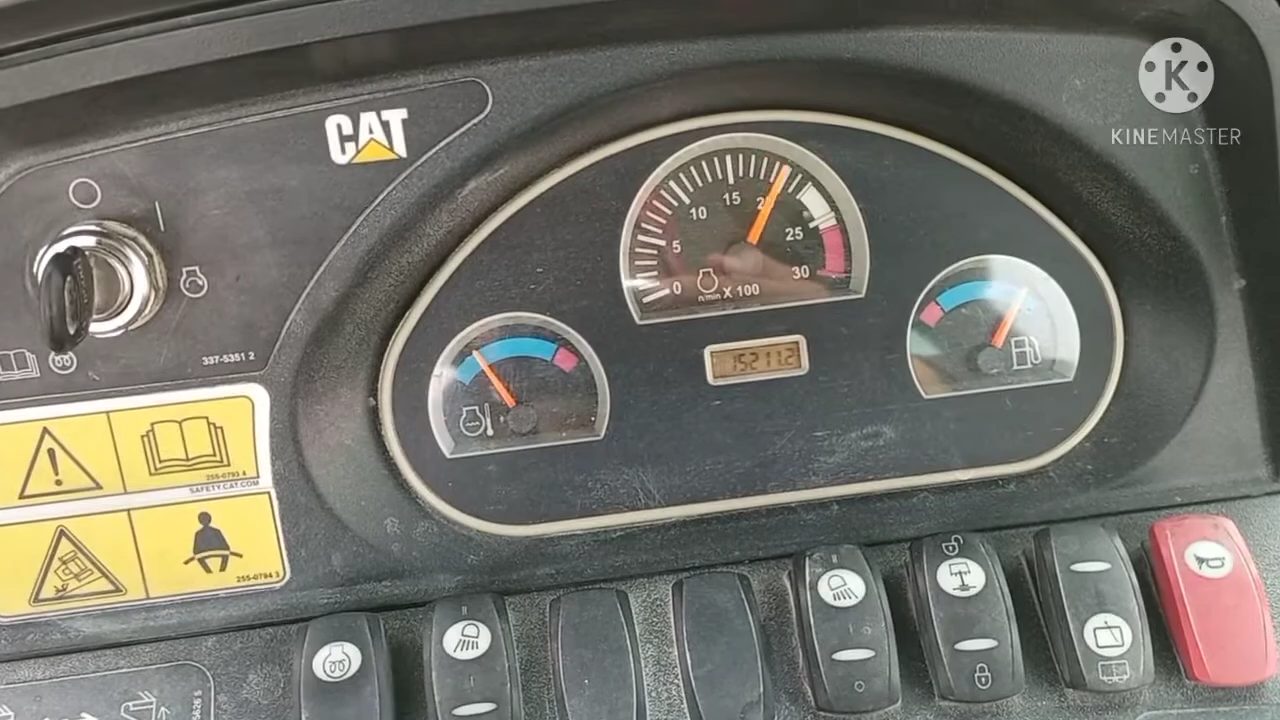 CAT
K
KINEMASTER
337-5351 2
0
5
10
15
20
25
30
n/min X 100
15211.2
255-0793 4
SAFETY.CAT.COM
255-0794 3